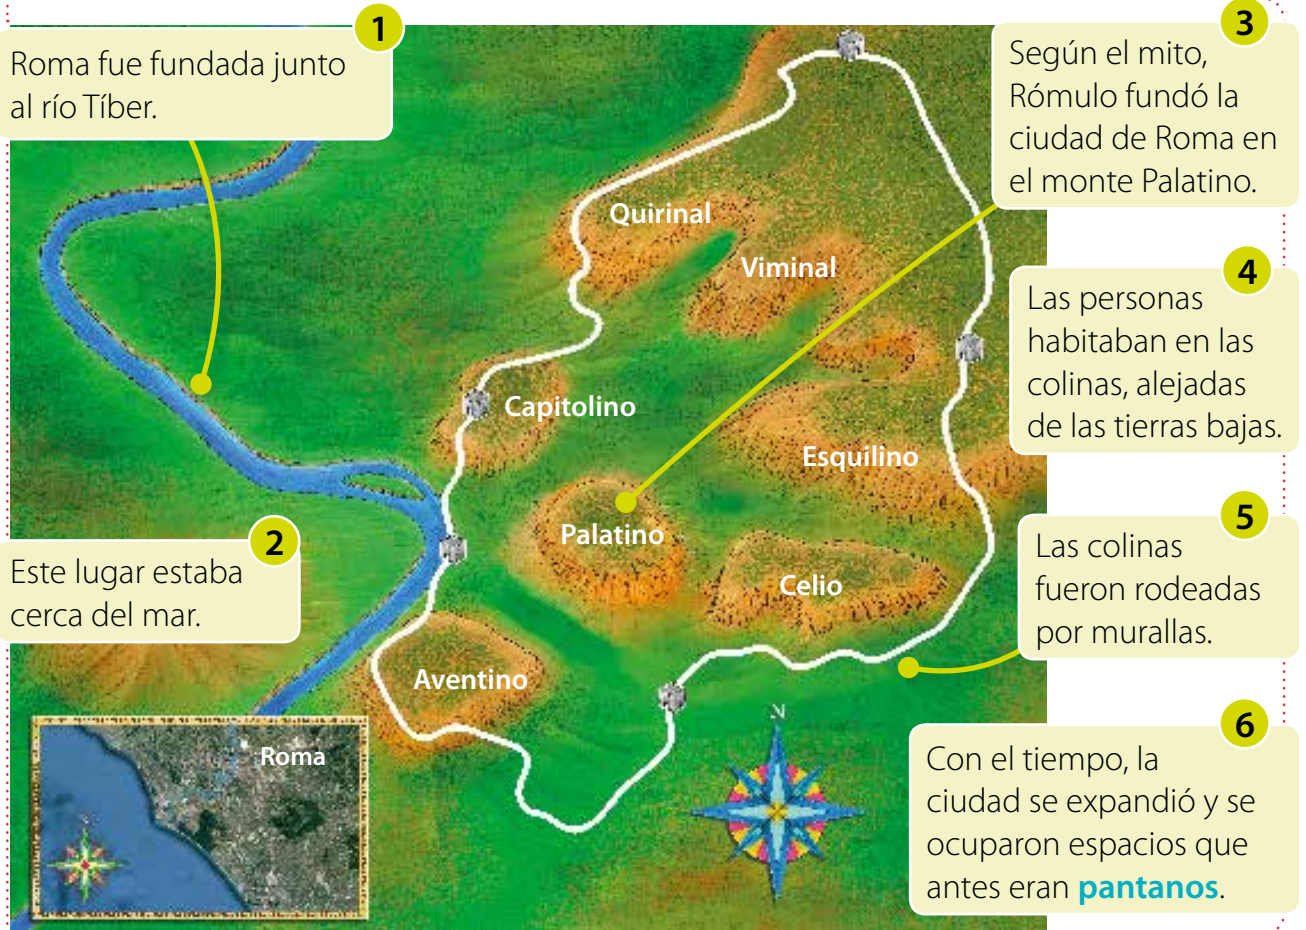 1
Roma fue fundada junto
al río Tíber.
2
Este lugar estaba
cerca del mar.
3
Según el mito,
Rómulo fundó la
ciudad de Roma en
el monte Palatino.
4
Las personas
habitaban en las
colinas, alejadas
de las tierras bajas.
5
Las colinas
fueron rodeadas
por murallas.
6
Con el tiempo, la
ciudad se expandió y se
ocuparon espacios que
antes eran pantanos.
Quirinal
Viminal
Capitolino
Esquilino
Palatino
Celio
Aventino
Roma
N